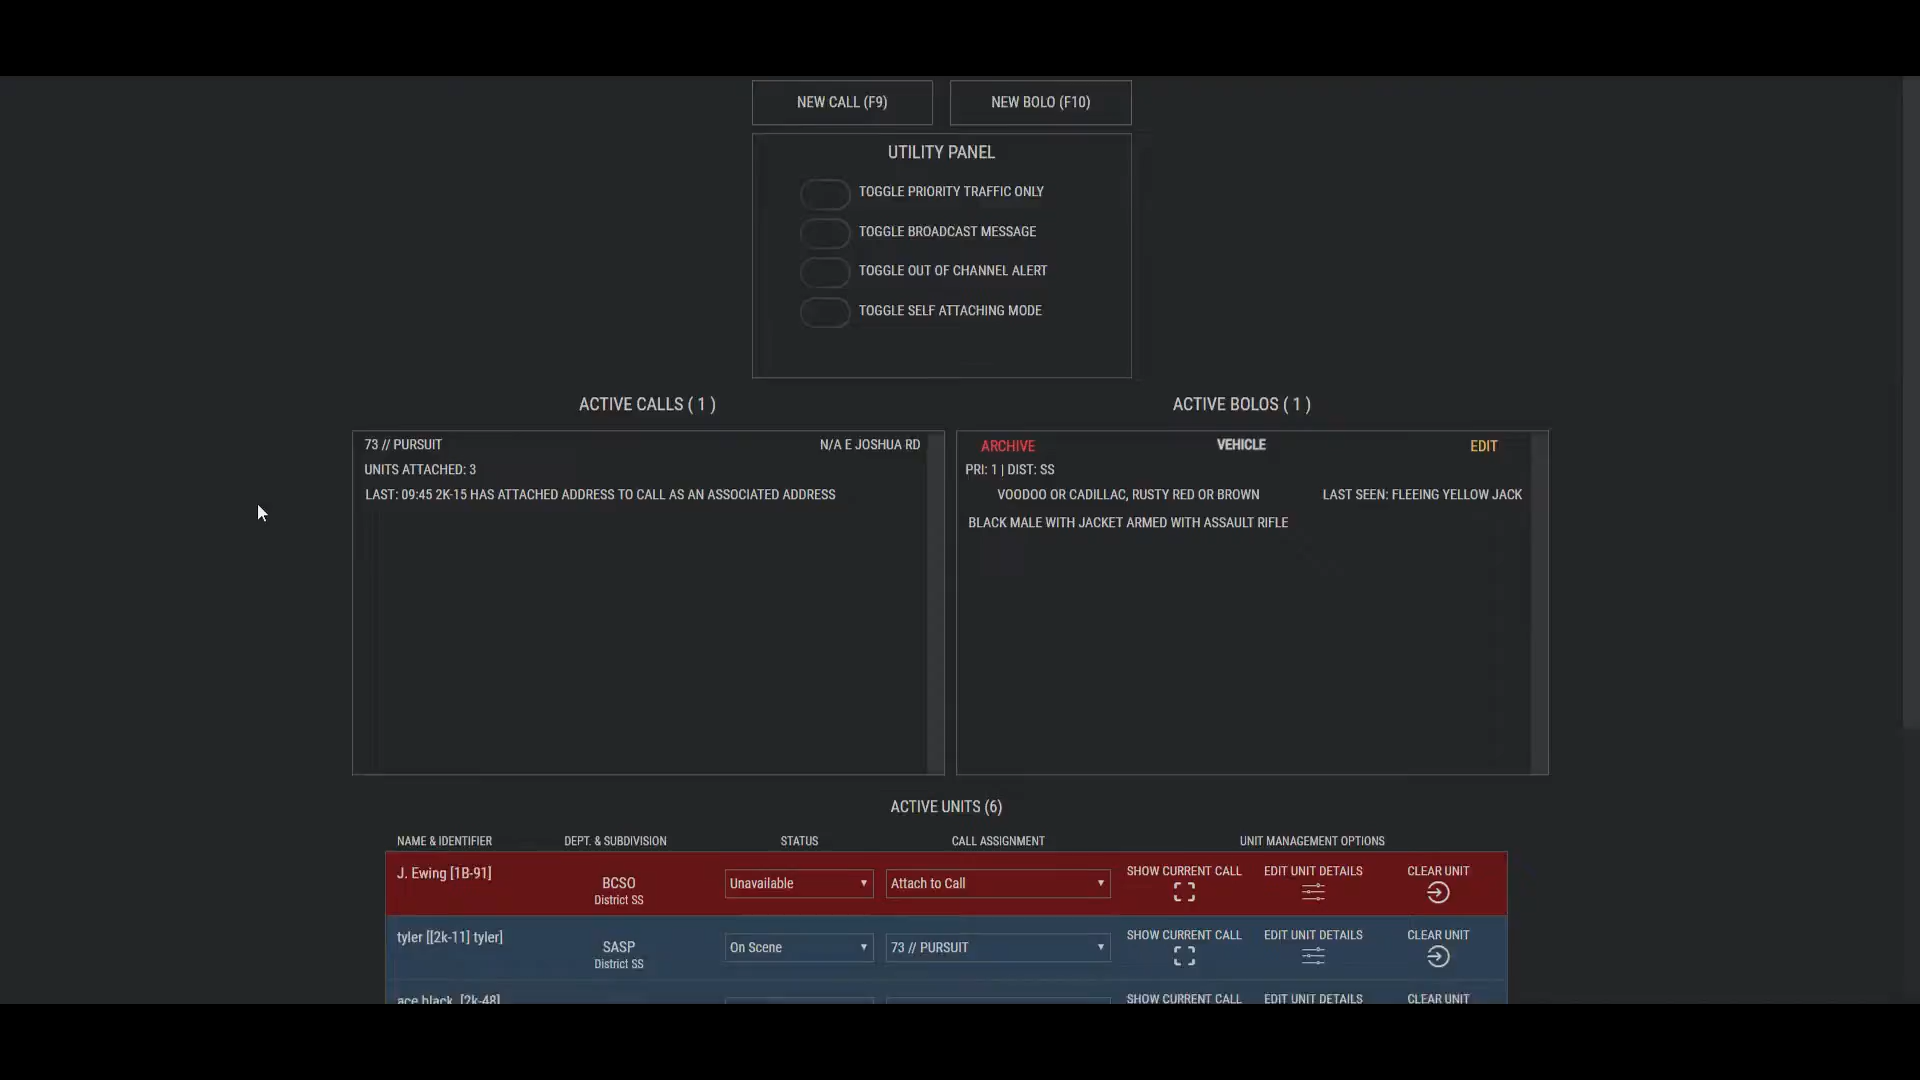 NEW CALL (F9) NEW BOLO (F10)
UTILITY PANEL
TOGGLE PRIORITY TRAFFIC ONLY
TOGGLE BROADCAST MESSAGE
TOGGLE OUT OF CHANNEL ALERT
TOGGLE SELF ATTACHING MODE
ACTIVE CALLS ( 1 )
73 // PURSUIT N/A E JOSHUA RD
UNITS ATTACHED: 3
LAST: 09:45 2K-15 HAS ATTACHED ADDRESS TO CALL AS AN ASSOCIATED ADDRESS
ACTIVE BOLOS ( 1 )
ARCHIVE VEHICLE EDIT
PRI: 1 | DIST: SS
VOODOO OR CADILLAC, RUSTY RED OR BROWN LAST SEEN: FLEEING YELLOW JACK
BLACK MALE WITH JACKET ARMED WITH ASSAULT RIFLE
ACTIVE UNITS (6)
NAME & IDENTIFIER DEPT. & SUBDIVISION STATUS CALL ASSIGNMENT UNIT MANAGEMENT OPTIONS
J. Ewing [1B-91] BCSO Unavailable Attach to Call SHOW CURRENT CALL EDIT UNIT DETAILS CLEAR UNIT
District SS
tyler [[2k-11] tyler] SASP On Scene 73 // PURSUIT SHOW CURRENT CALL EDIT UNIT DETAILS CLEAR UNIT
District SS
ace black [2k-48] SHOW CURRENT CALL EDIT UNIT DETAILS CLEAR UNIT